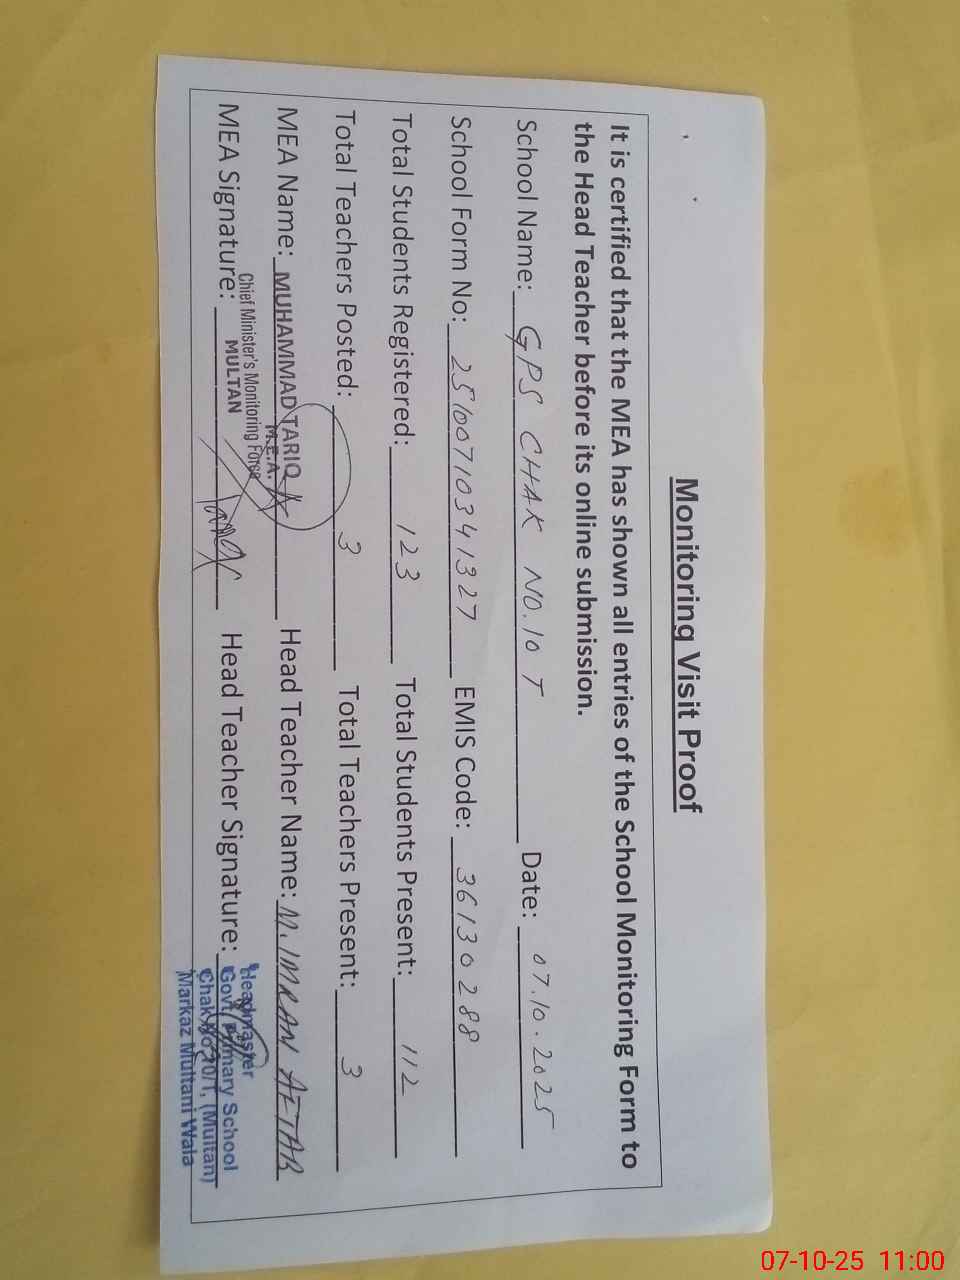 Monitoring Visit Proof
It is certified that the MEA has shown all entries of the School Monitoring Form to
the Head Teacher before its online submission.
School Name: GPS CHAK NO.10 T Date: 07.10.2025
School Form No: 25100710341327 EMIS Code: 36130288
Total Students Registered: 123 Total Students Present: 112
Total Teachers Posted: 3 Total Teachers Present: 3
MEA Name: MUHAMMAD TARIQ Head Teacher Name: M. IMRAN AFTAB
M.E.A.
Chief Minister's Monitoring Force
MULTAN
MEA Signature: Head Teacher Signature:
Headmaster
Govt. Primary School
Chak No 10/T, (Multan)
Markaz Multani Wala
07-10-25 11:00